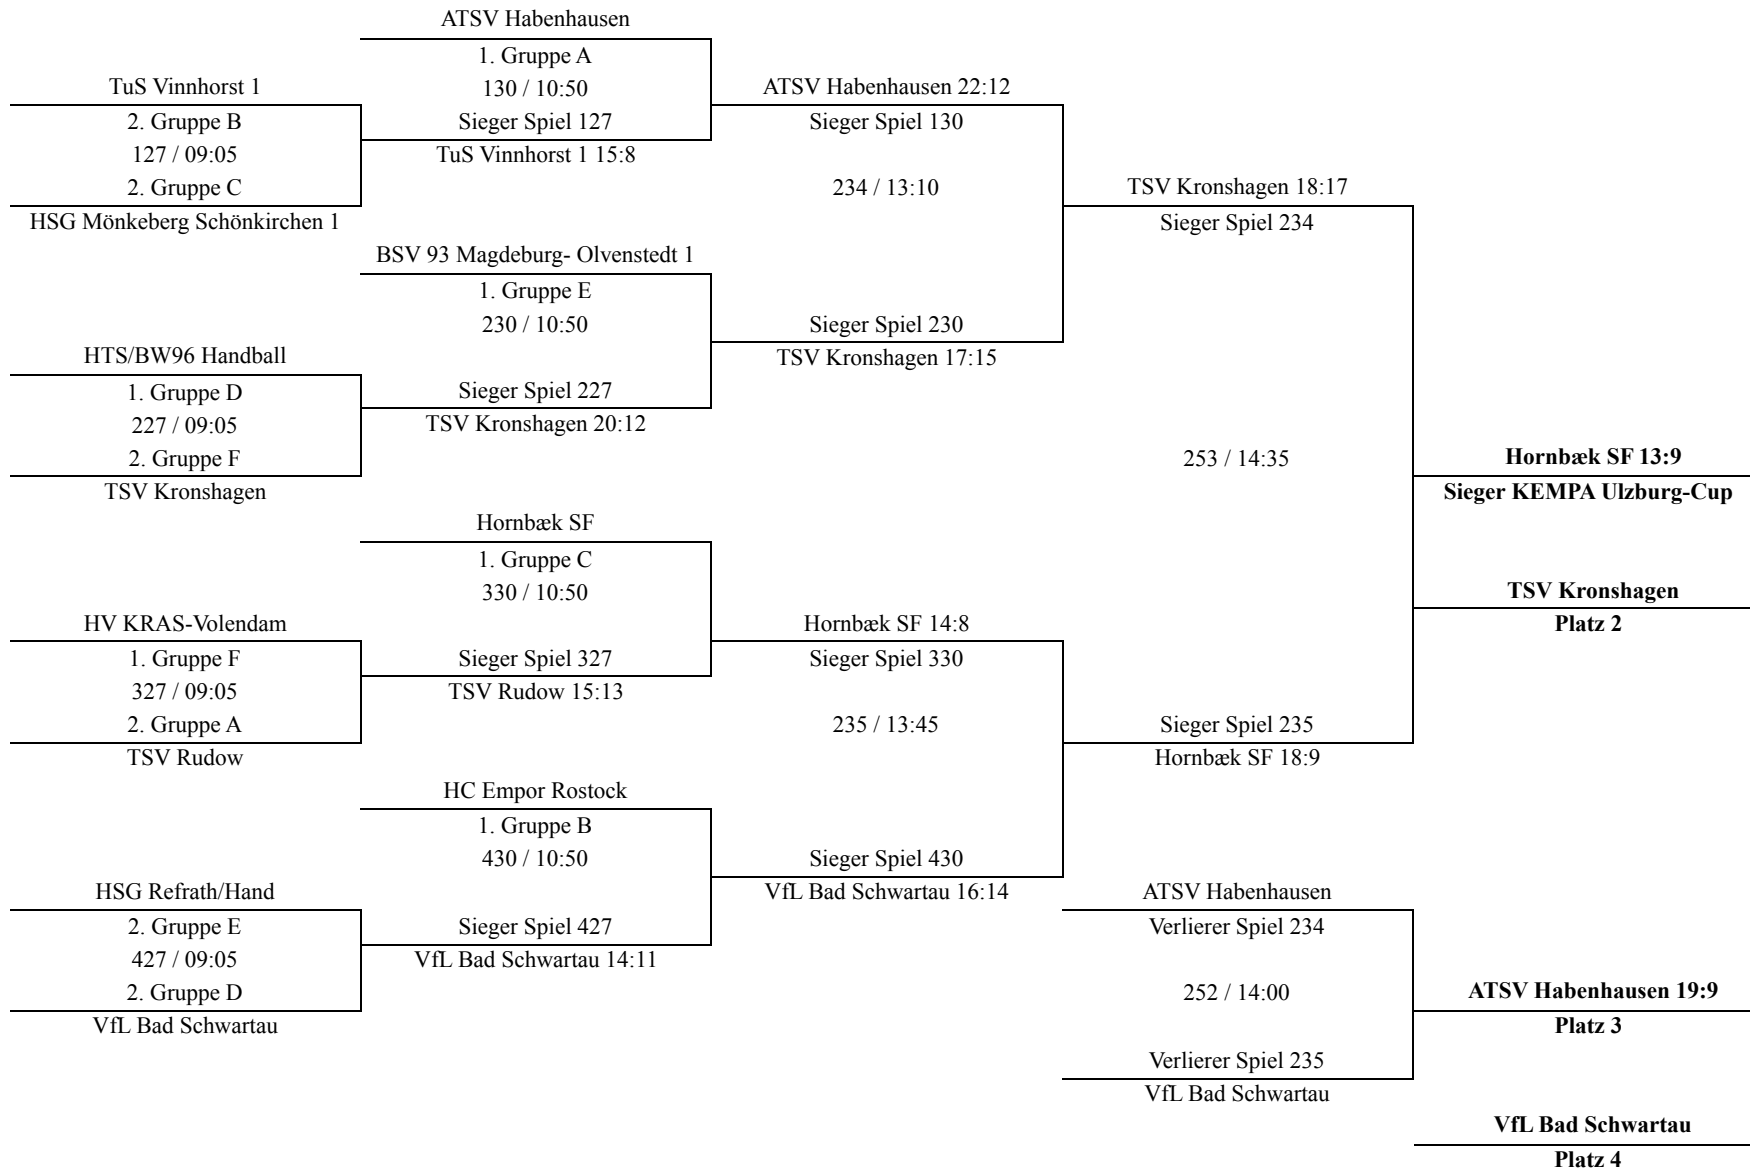 ATSV Habenhausen
1. Gruppe A
TuS Vinnhorst 1
130 / 10:50
ATSV Habenhausen 22:12
2. Gruppe B
Sieger Spiel 127
Sieger Spiel 130
127 / 09:05
TuS Vinnhorst 1 15:8
2. Gruppe C
234 / 13:10
TSV Kronshagen 18:17
HSG Mönkeberg Schönkirchen 1
Sieger Spiel 234
BSV 93 Magdeburg- Olvenstedt 1
1. Gruppe E
230 / 10:50
Sieger Spiel 230
HTS/BW96 Handball
TSV Kronshagen 17:15
1. Gruppe D
Sieger Spiel 227
227 / 09:05
TSV Kronshagen 20:12
2. Gruppe F
253 / 14:35
Hornbæk SF 13:9
TSV Kronshagen
Sieger KEMPA Ulzburg-Cup
Hornbæk SF
1. Gruppe C
330 / 10:50
TSV Kronshagen
HV KRAS-Volendam
Hornbæk SF 14:8
Platz 2
1. Gruppe F
Sieger Spiel 327
Sieger Spiel 330
327 / 09:05
TSV Rudow 15:13
2. Gruppe A
235 / 13:45
Sieger Spiel 235
TSV Rudow
Hornbæk SF 18:9
HC Empor Rostock
1. Gruppe B
430 / 10:50
Sieger Spiel 430
HSG Refrath/Hand
VfL Bad Schwartau 16:14
ATSV Habenhausen
2. Gruppe E
Sieger Spiel 427
Verlierer Spiel 234
427 / 09:05
VfL Bad Schwartau 14:11
2. Gruppe D
252 / 14:00
ATSV Habenhausen 19:9
VfL Bad Schwartau
Platz 3
Verlierer Spiel 235
VfL Bad Schwartau
VfL Bad Schwartau
Platz 4